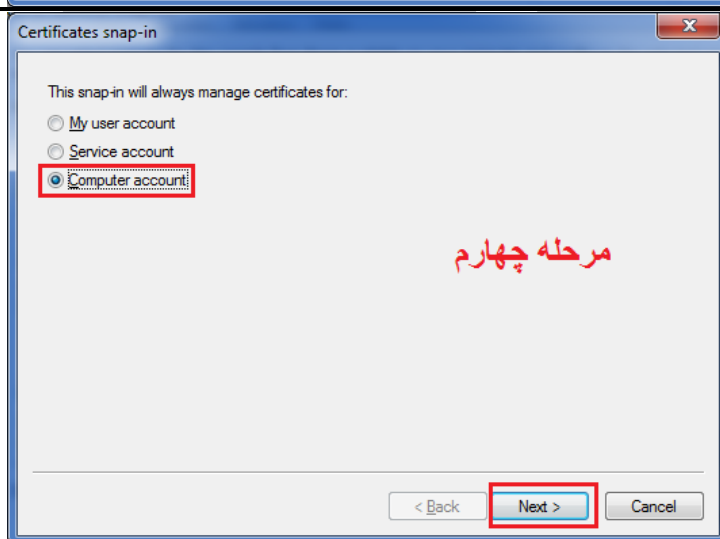 Certificates snap-in
This snap-in will always manage certificates for:
My user account
Service account
Computer account
مرحله چهارم
< Back Next > Cancel